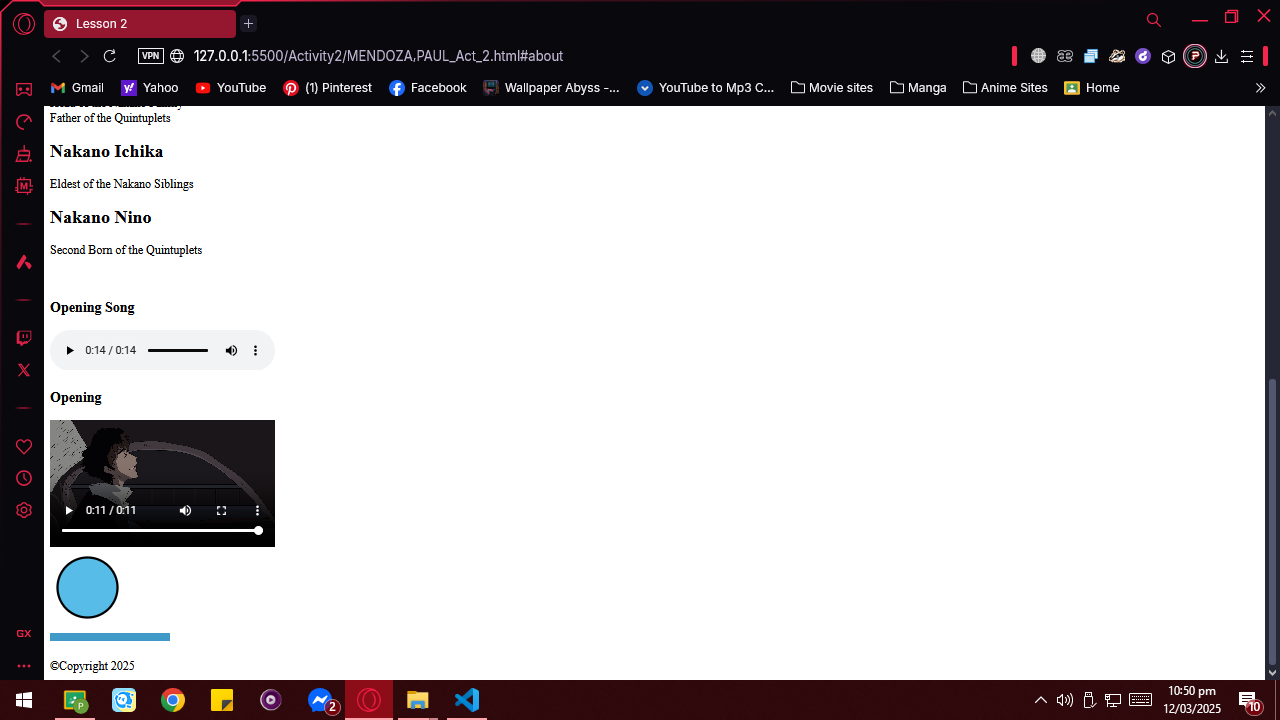 Lesson 2
VPN
127.0.0.1:5500/Activity2/MENDOZA,PAUL_Act_2.html#about
Gmail
Yahoo
YouTube
(1) Pinterest
Facebook
Wallpaper Abyss -...
YouTube to Mp3 C...
Movie sites
Manga
Anime Sites
Home
Father of the Quintuplets
Nakano Ichika
Eldest of the Nakano Siblings
Nakano Nino
Second Born of the Quintuplets
Opening Song
0:14 / 0:14
Opening
0:11 / 0:11
©Copyright 2025
GX
2
10:50 pm
12/03/2025
10